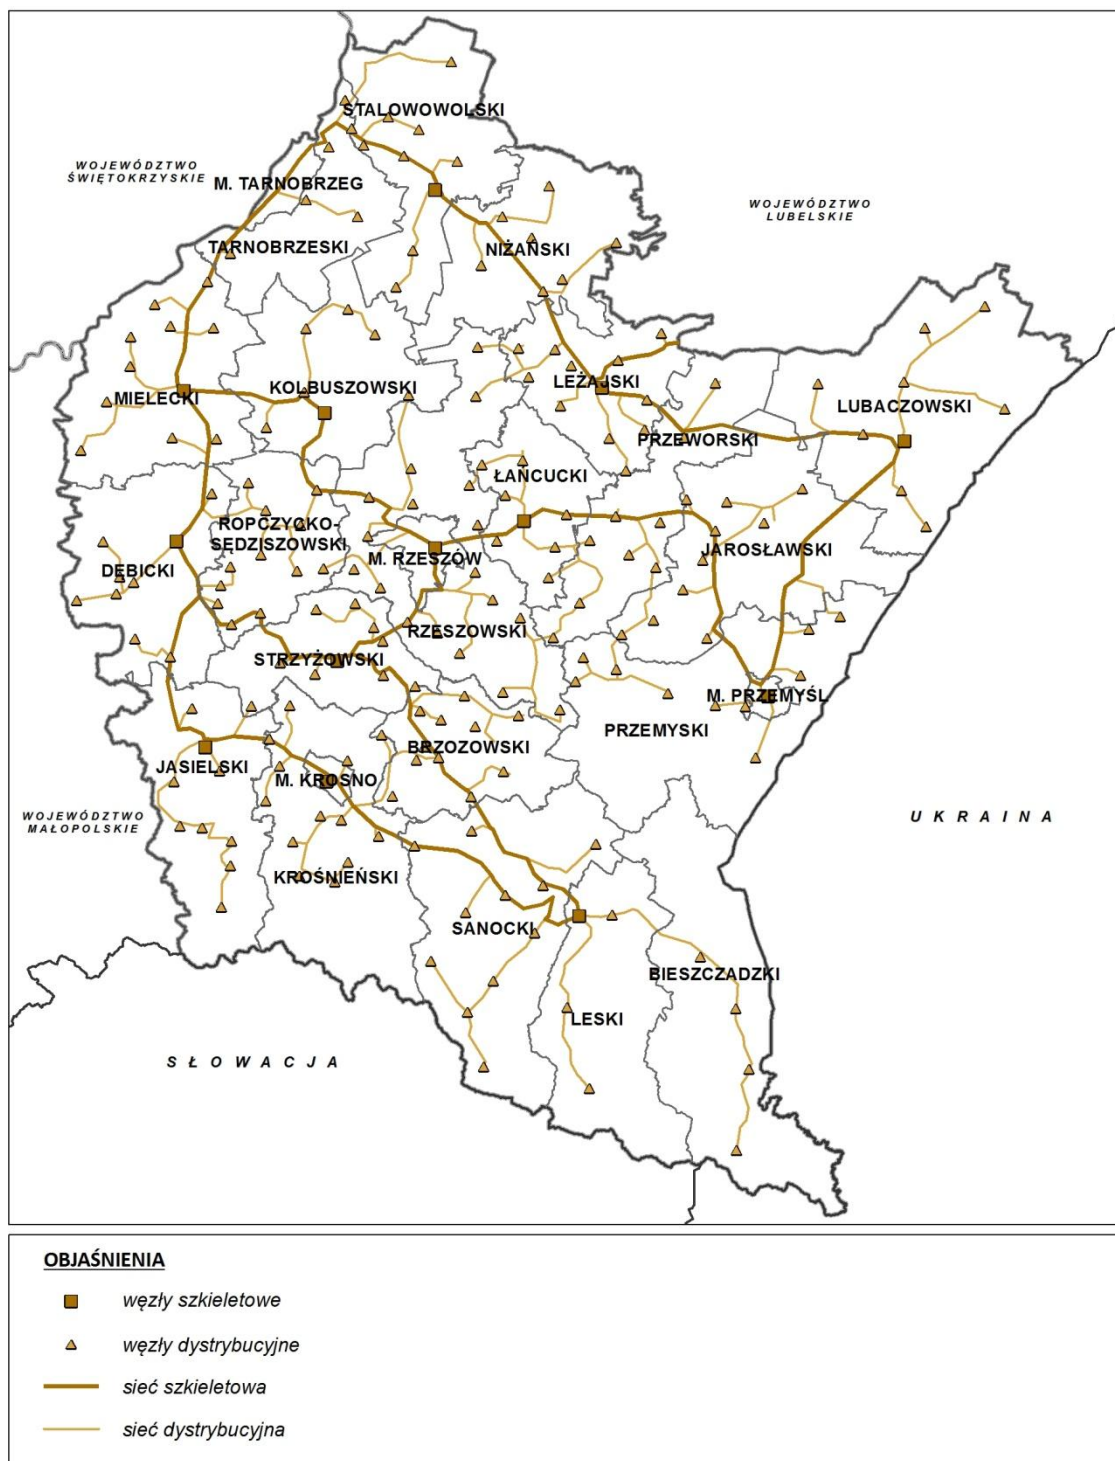 STALOWOWOLSKI
WOJEWÓDZTWO
ŚWIĘTOKRZYSKIE
M. TARNOBRZEG
WOJEWÓDZTWO
LUBELSKIE
TARNOBRZESKI
NIŻAŃSKI
KOLBUSZOWSKI
LEŻAJSKI
MIELECKI
LUBACZOWSKI
PRZEWORSKI
ŁAŃCUCKI
ROPCZYCKO-
SĘDZISZOWSKI
M. RZESZÓW
JAROSŁAWSKI
DĘBICKI
RZESZOWSKI
STRZYŻOWSKI
M. PRZEMYŚL
PRZEMYSKI
BRZOZOWSKI
JASIELSKI
M. KROSNO
WOJEWÓDZTWO
MAŁOPOLSKIE
UKRAINA
KROŚNIEŃSKI
SANOCKI
BIESZCZADZKI
LESKI
SŁOWACJA
OBJAŚNIENIA
węzły szkieletowe
węzły dystrybucyjne
sieć szkieletowa
sieć dystrybucyjna